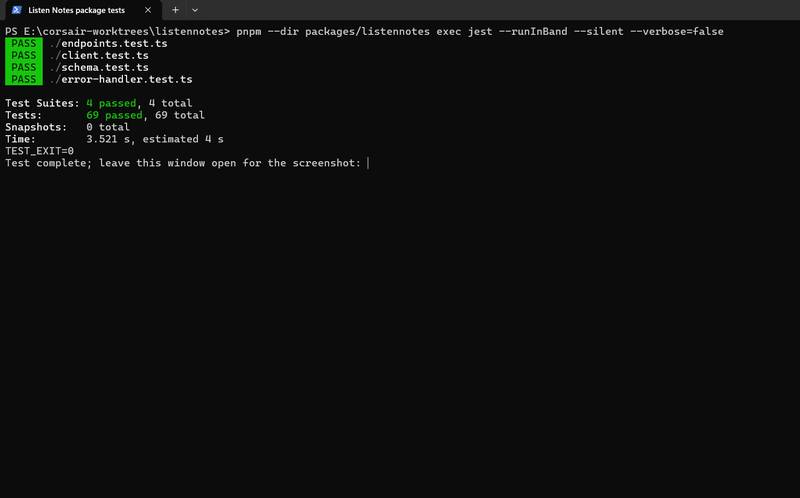 Listen Notes package tests
PS E:\corsair-worktrees\listennotes> pnpm --dir packages/listennotes exec jest --runInBand --silent --verbose=false
PASS ./endpoints.test.ts
PASS ./client.test.ts
PASS ./schema.test.ts
PASS ./error-handler.test.ts
Test Suites: 4 passed, 4 total
Tests: 69 passed, 69 total
Snapshots: 0 total
Time: 3.521 s, estimated 4 s
TEST_EXIT=0
Test complete; leave this window open for the screenshot: